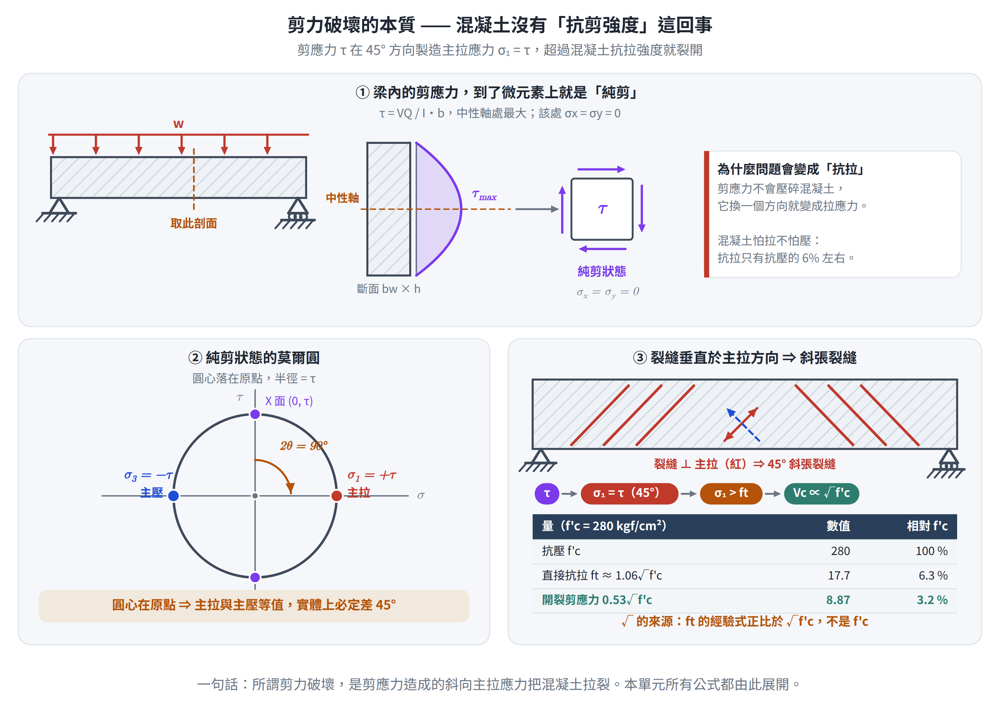 剪力破壞的本質 —— 混凝土沒有「抗剪強度」這回事
剪應力 τ 在 45° 方向製造主拉應力 σ₁ = τ，超過混凝土抗拉強度就裂開
① 梁內的剪應力，到了微元素上就是「純剪」
τ = VQ / I・b，中性軸處最大；該處 σx = σy = 0
w
取此剖面
中性軸
τmax
斷面 bw × h
τ
純剪狀態
σx = σy = 0
為什麼問題會變成「抗拉」
剪應力不會壓碎混凝土，
它換一個方向就變成拉應力。
混凝土怕拉不怕壓：
抗拉只有抗壓的 6% 左右。
② 純剪狀態的莫爾圓
圓心落在原點，半徑 = τ
τ
X 面 (0, τ)
2θ = 90°
σ3 = −τ
主壓
σ1 = +τ
主拉
σ
圓心在原點 ⇒ 主拉與主壓等值，實體上必定差 45°
③ 裂縫垂直於主拉方向 ⇒ 斜張裂縫
裂縫 ⊥ 主拉（紅）⇒ 45° 斜張裂縫
τ
σ₁ = τ（45°）
σ₁ > ft
Vc ∝ √f'c
量（f'c = 280 kgf/cm²） 數值 相對 f'c
抗壓 f'c 280 100 %
直接抗拉 ft ≈ 1.06√f'c 17.7 6.3 %
開裂剪應力 0.53√f'c 8.87 3.2 %
√ 的來源：ft 的經驗式正比於 √f'c，不是 f'c
一句話：所謂剪力破壞，是剪應力造成的斜向主拉應力把混凝土拉裂。本單元所有公式都由此展開。